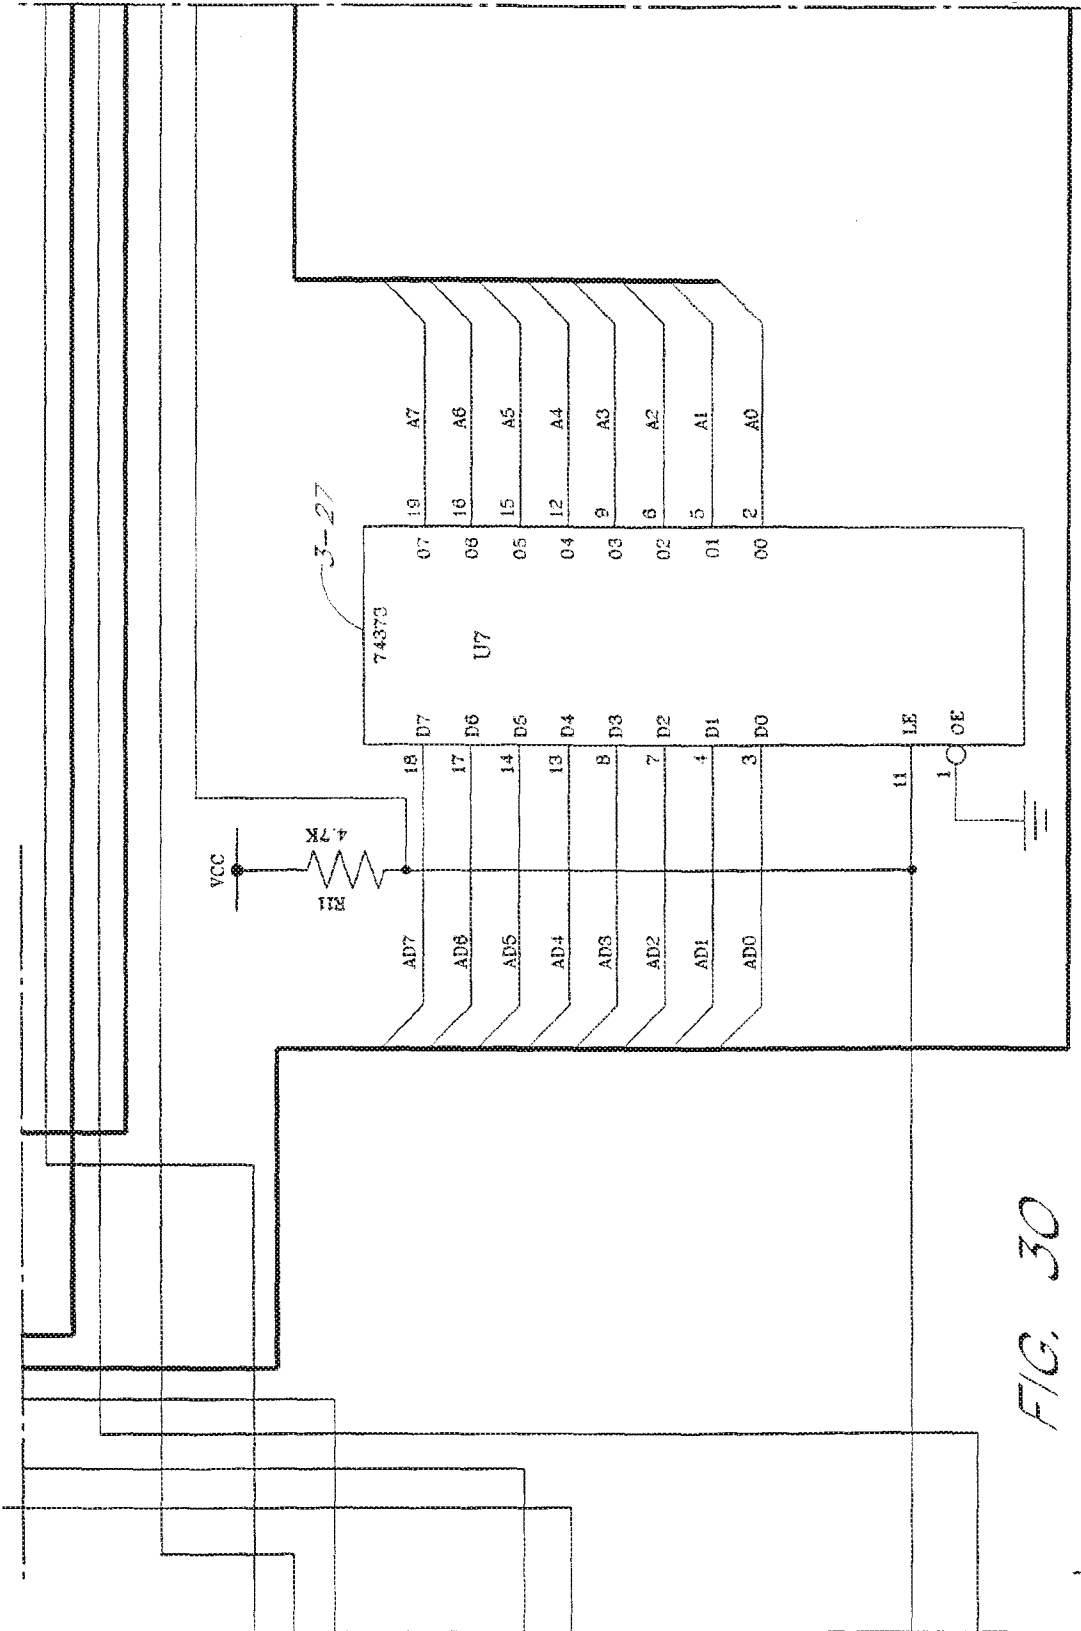 3-27
74373
U7
VCC
R11
4.7K
AD7 18 D7 O7 19 A7
AD6 17 D6 O6 16 A6
AD5 14 D5 O5 15 A5
AD4 13 D4 O4 12 A4
AD3 8 D3 O3 9 A3
AD2 7 D2 O2 6 A2
AD1 4 D1 O1 5 A1
AD0 3 D0 O0 2 A0
11 LE
1 OE
FIG. 30